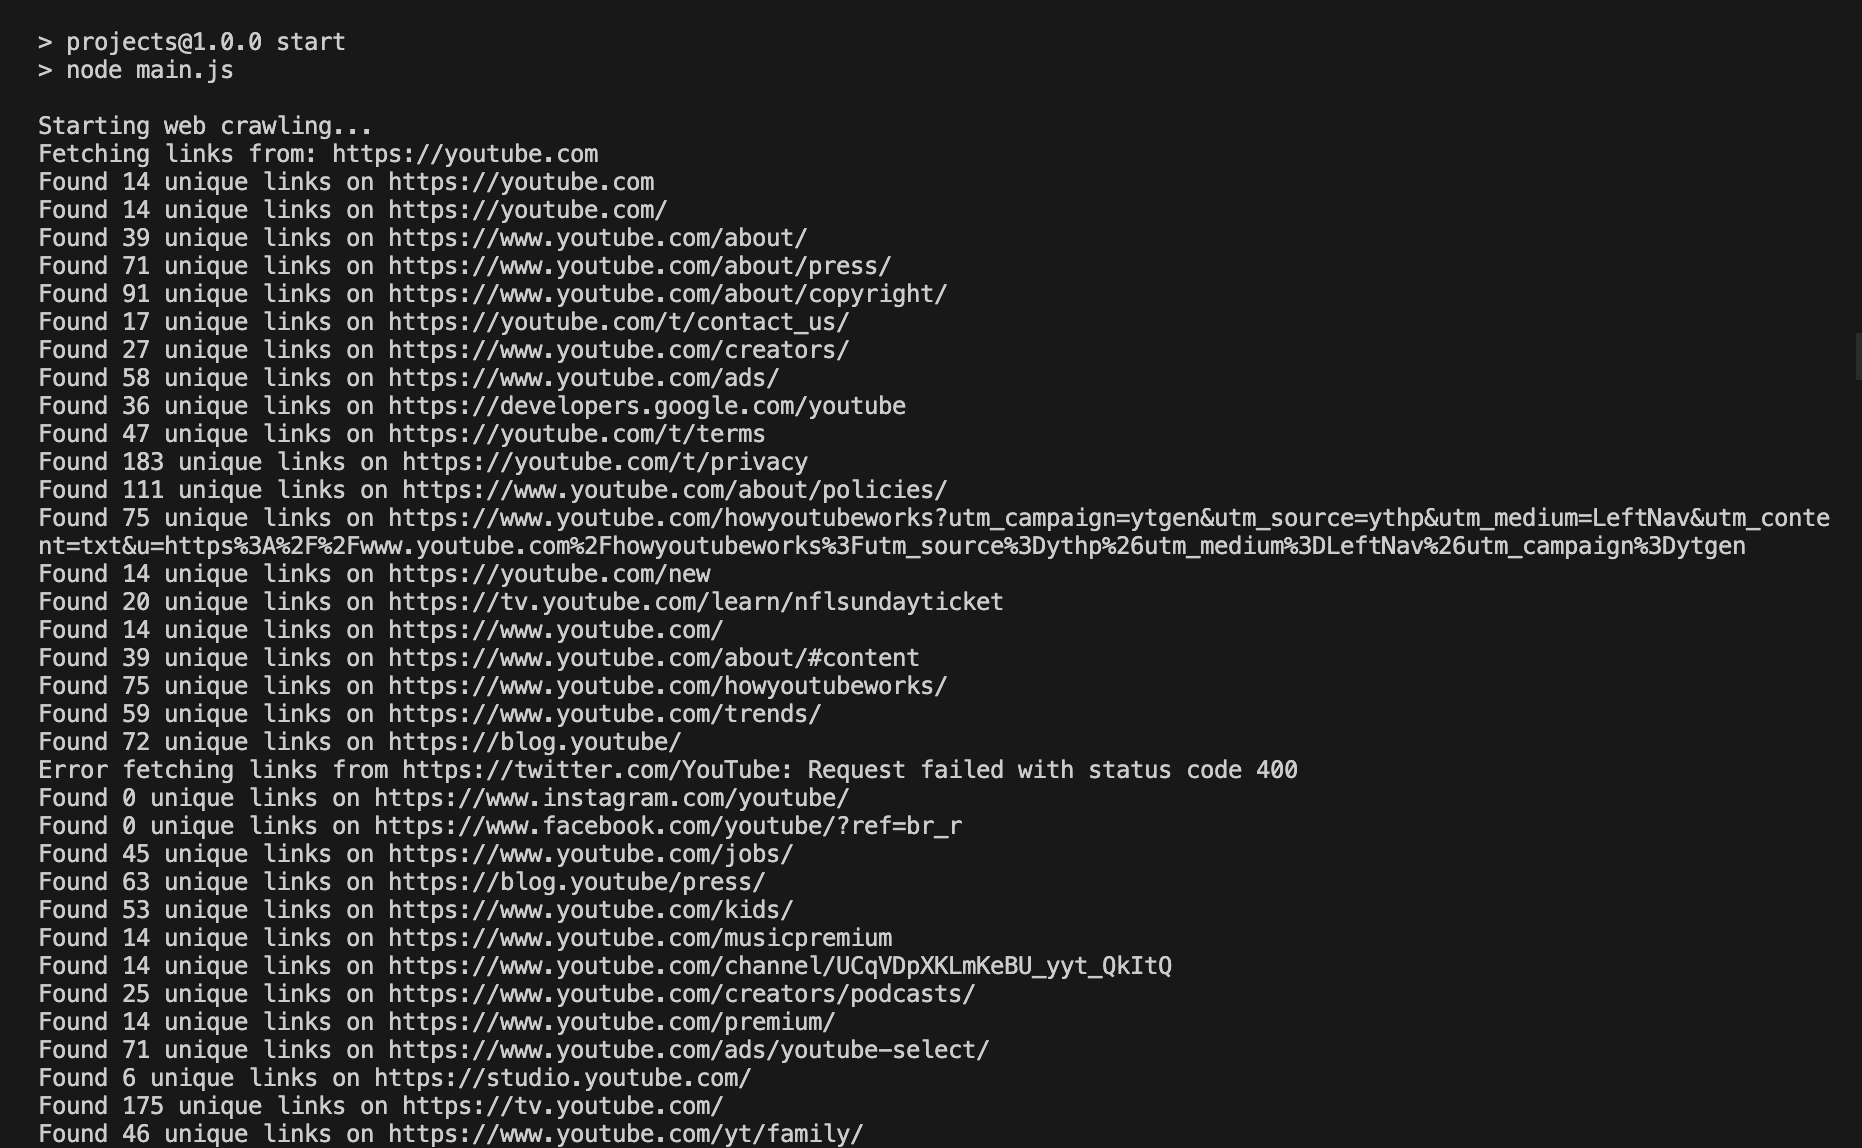 > projects@1.0.0 start
> node main.js
Starting web crawling...
Fetching links from: https://youtube.com
Found 14 unique links on https://youtube.com
Found 14 unique links on https://youtube.com/
Found 39 unique links on https://www.youtube.com/about/
Found 71 unique links on https://www.youtube.com/about/press/
Found 91 unique links on https://www.youtube.com/about/copyright/
Found 17 unique links on https://youtube.com/t/contact_us/
Found 27 unique links on https://www.youtube.com/creators/
Found 58 unique links on https://www.youtube.com/ads/
Found 36 unique links on https://developers.google.com/youtube
Found 47 unique links on https://youtube.com/t/terms
Found 183 unique links on https://youtube.com/t/privacy
Found 111 unique links on https://www.youtube.com/about/policies/
Found 75 unique links on https://www.youtube.com/howyoutubeworks?utm_campaign=ytgen&utm_source=ythp&utm_medium=LeftNav&utm_conte
nt=txt&u=https%3A%2F%2Fwww.youtube.com%2Fhowyoutubeworks%3Futm_source%3Dythp%26utm_medium%3DLeftNav%26utm_campaign%3Dytgen
Found 14 unique links on https://youtube.com/new
Found 20 unique links on https://tv.youtube.com/learn/nflsundayticket
Found 14 unique links on https://www.youtube.com/
Found 39 unique links on https://www.youtube.com/about/#content
Found 75 unique links on https://www.youtube.com/howyoutubeworks/
Found 59 unique links on https://www.youtube.com/trends/
Found 72 unique links on https://blog.youtube/
Error fetching links from https://twitter.com/YouTube: Request failed with status code 400
Found 0 unique links on https://www.instagram.com/youtube/
Found 0 unique links on https://www.facebook.com/youtube/?ref=br_r
Found 45 unique links on https://www.youtube.com/jobs/
Found 63 unique links on https://blog.youtube/press/
Found 53 unique links on https://www.youtube.com/kids/
Found 14 unique links on https://www.youtube.com/musicpremium
Found 14 unique links on https://www.youtube.com/channel/UCqVDpXKLmKeBU_yyt_QkItQ
Found 25 unique links on https://www.youtube.com/creators/podcasts/
Found 14 unique links on https://www.youtube.com/premium/
Found 71 unique links on https://www.youtube.com/ads/youtube-select/
Found 6 unique links on https://studio.youtube.com/
Found 175 unique links on https://tv.youtube.com/
Found 46 unique links on https://www.youtube.com/yt/family/